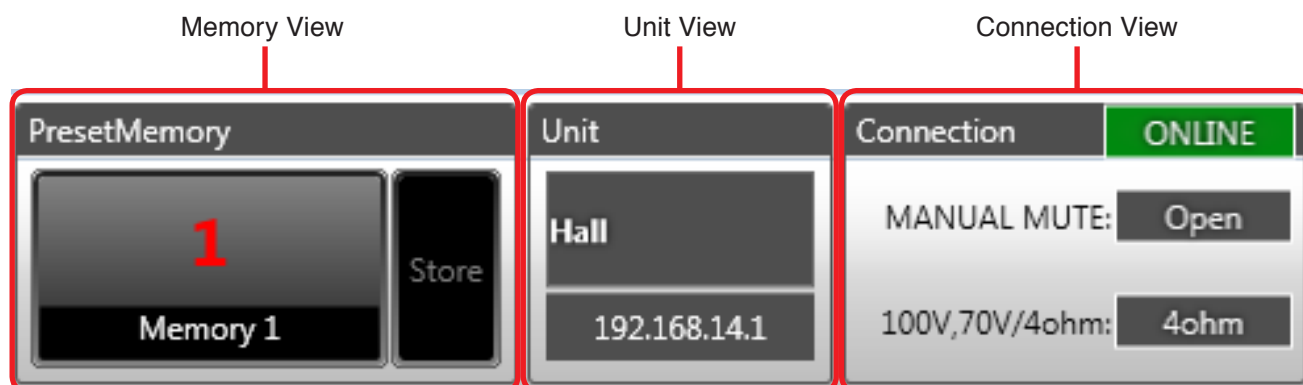 Memory View Unit View Connection View
PresetMemory Unit Connection ONLINE
1
Store
Memory 1
Hall
192.168.14.1
MANUAL MUTE: Open
100V,70V/4ohm: 4ohm